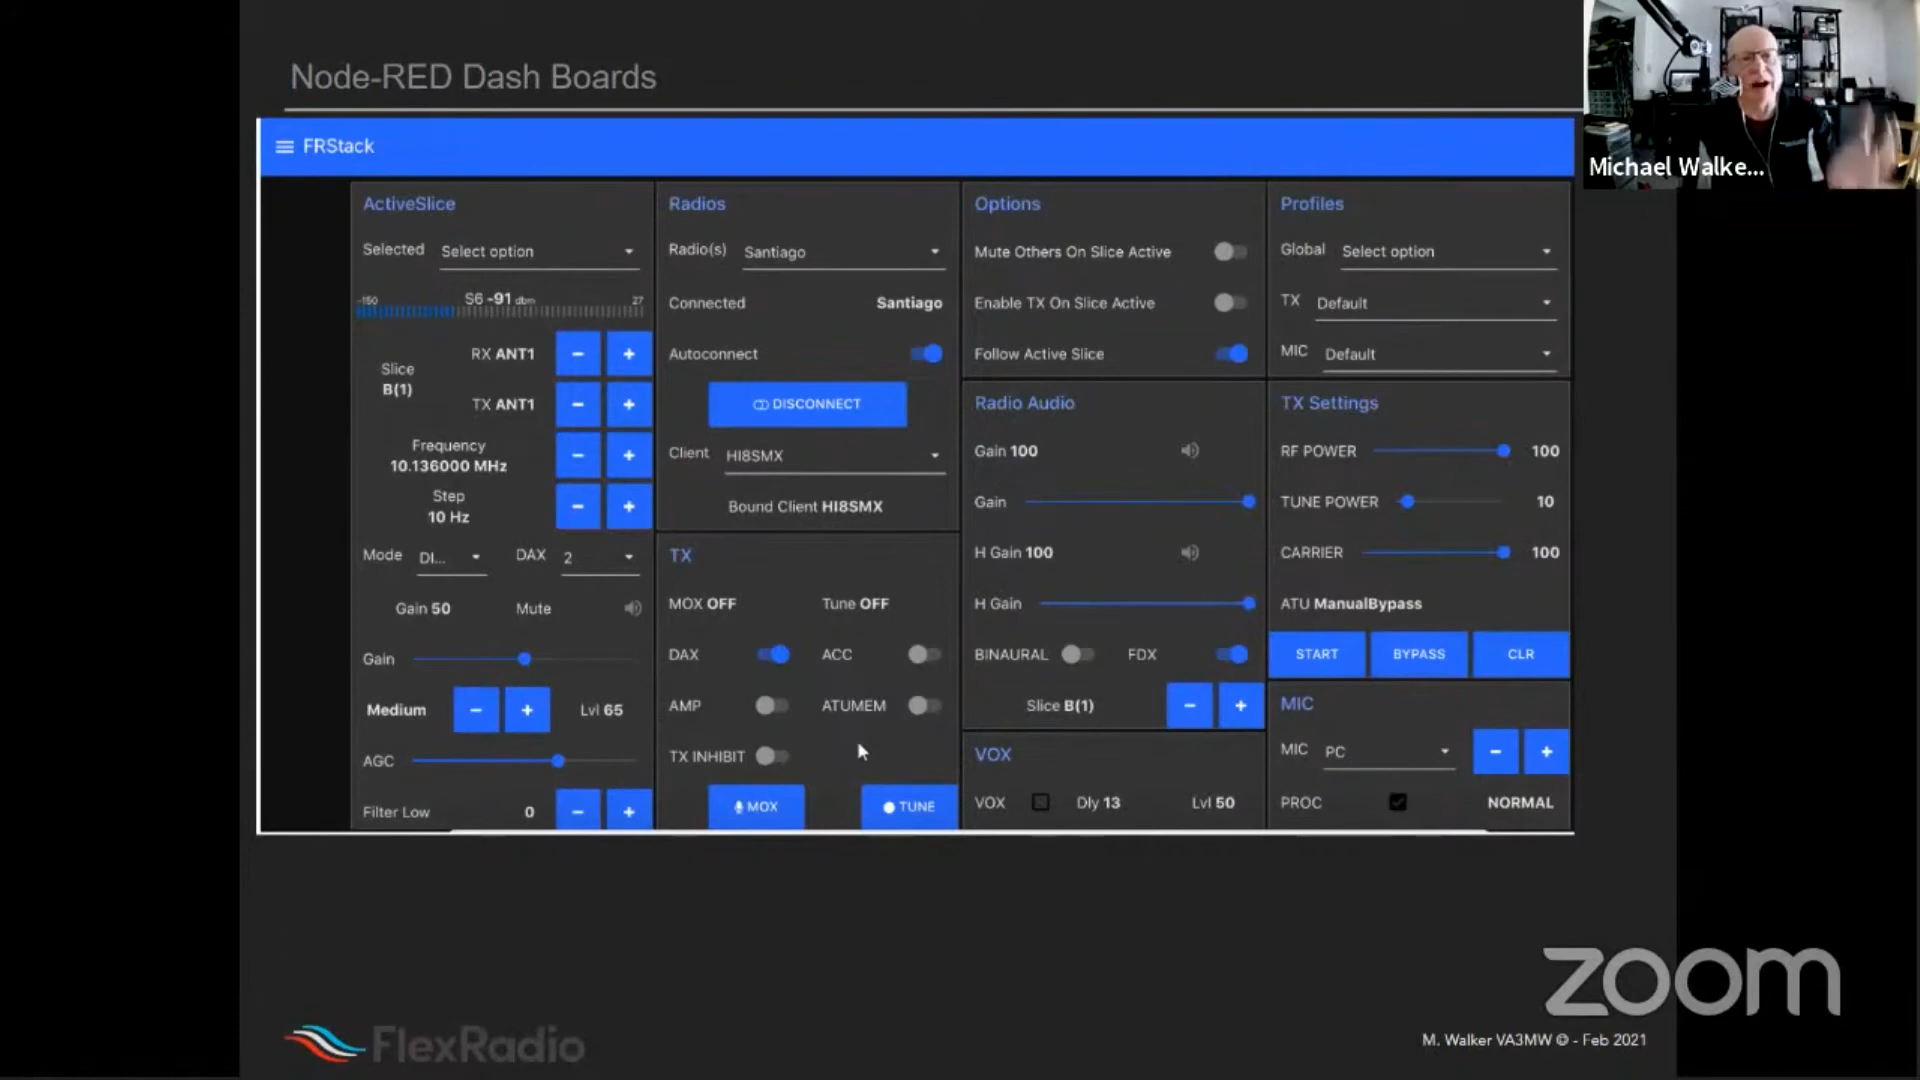 Node-RED Dash Boards
Michael Walke...
FRStack
ActiveSlice
Selected Select option
-150 S6 -91 dbm 27
Slice
B(1)
RX ANT1 - +
TX ANT1 - +
Frequency
10.136000 MHz - +
Step
10 Hz - +
Mode DI... DAX 2
Gain 50 Mute
Gain
Medium - + Lvl 65
AGC
Filter Low 0 - +
Radios
Radio(s) Santiago
Connected Santiago
Autoconnect
DISCONNECT
Client HI8SMX
Bound Client HI8SMX
TX
MOX OFF Tune OFF
DAX ACC
AMP ATUMEM
TX INHIBIT
MOX TUNE
Options
Mute Others On Slice Active
Enable TX On Slice Active
Follow Active Slice
Radio Audio
Gain 100
Gain
H Gain 100
H Gain
BINAURAL FDX
Slice B(1) - +
VOX
VOX Dly 13 Lvl 50
Profiles
Global Select option
TX Default
MIC Default
TX Settings
RF POWER 100
TUNE POWER 10
CARRIER 100
ATU ManualBypass
START BYPASS CLR
MIC
MIC PC - +
PROC NORMAL
zoom
FlexRadio
M. Walker VA3MW © - Feb 2021